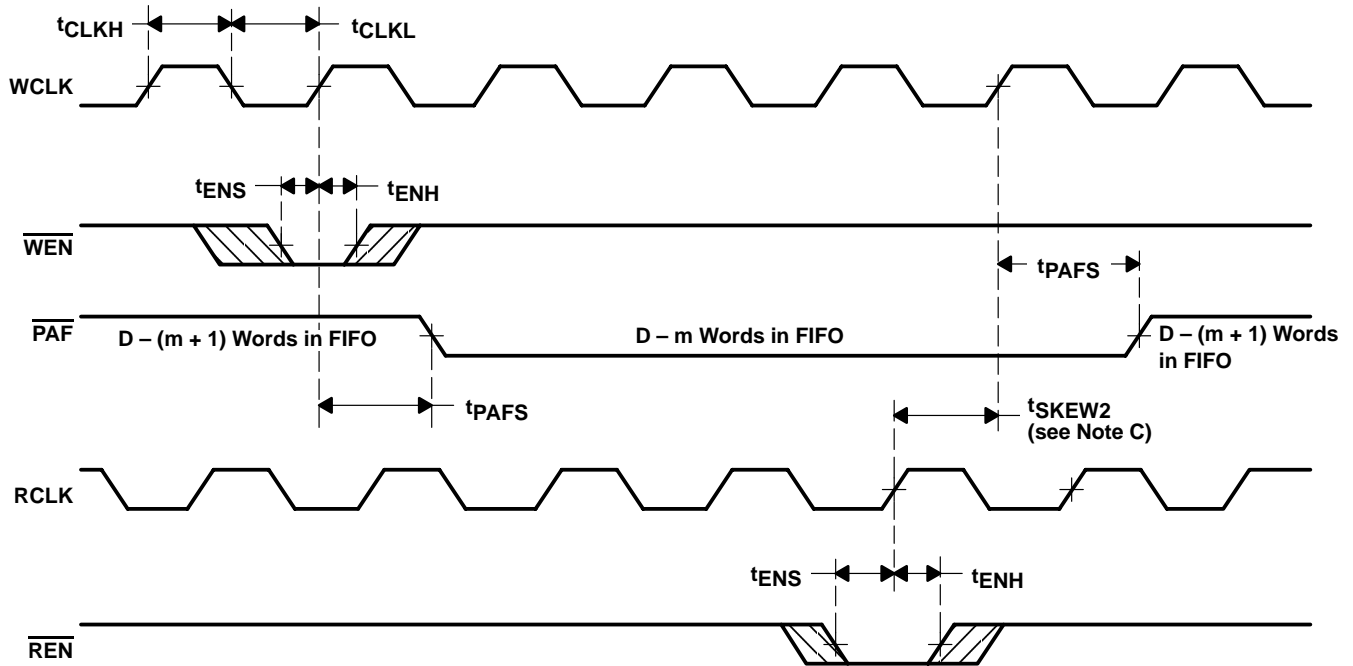 tCLKH
tCLKL
WCLK
tENS
tENH
WEN
tPAFS
PAF
D – (m + 1) Words in FIFO
D – m Words in FIFO
D – (m + 1) Words
in FIFO
tPAFS
tSKEW2
(see Note C)
RCLK
tENS
tENH
REN